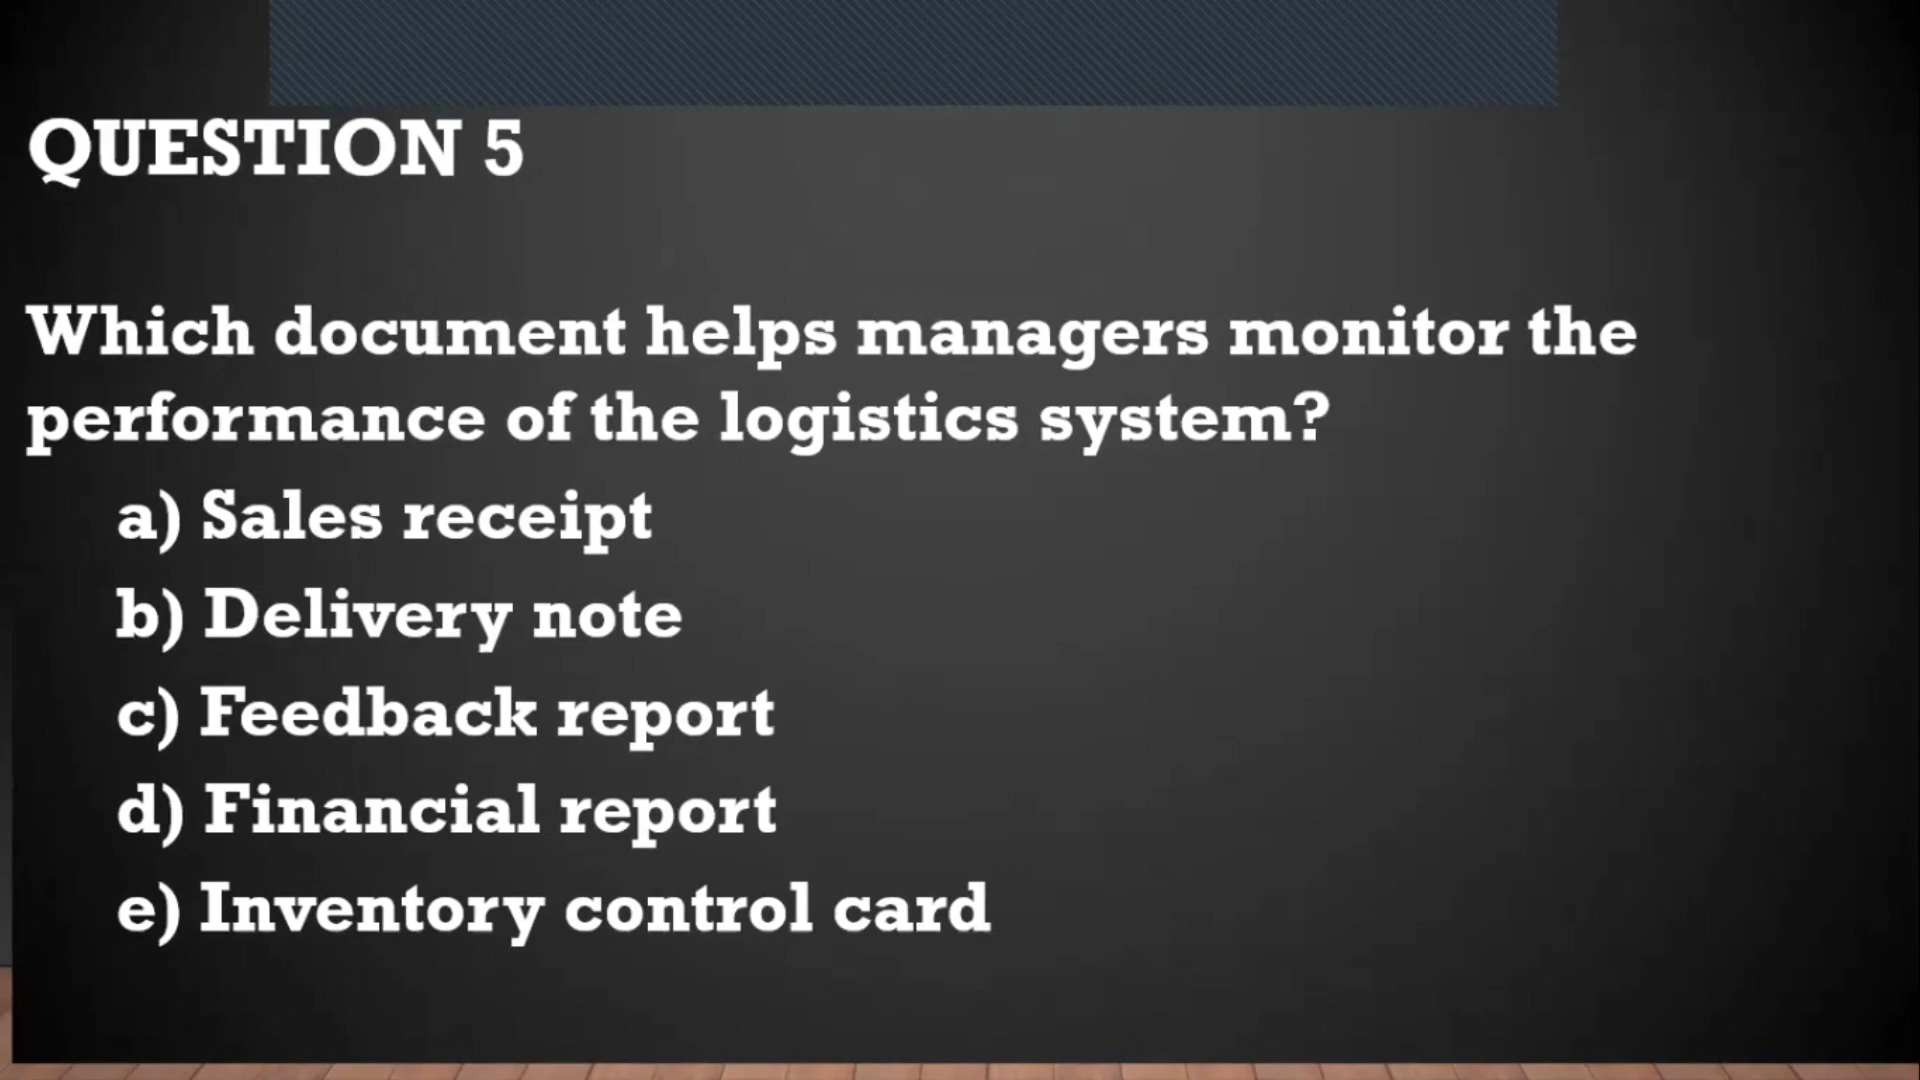 QUESTION 5
Which document helps managers monitor the
performance of the logistics system?
a) Sales receipt
b) Delivery note
c) Feedback report
d) Financial report
e) Inventory control card